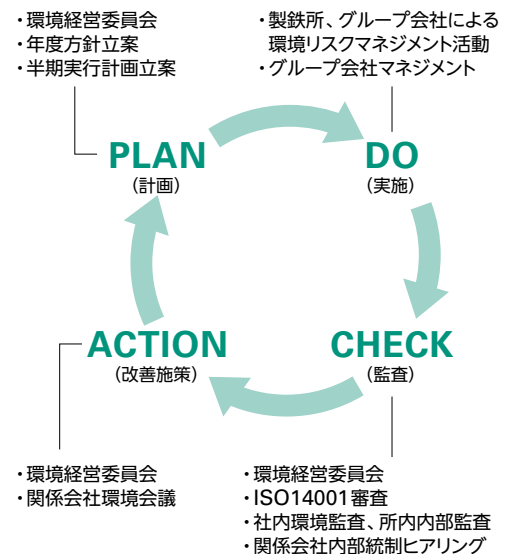 ・環境経営委員会
・年度方針立案
・半期実行計画立案
・製鉄所、グループ会社による
環境リスクマネジメント活動
・グループ会社マネジメント
PLAN
(計画)
DO
(実施)
ACTION
(改善施策)
CHECK
(監査)
・環境経営委員会
・関係会社環境会議
・環境経営委員会
・ISO14001審査
・社内環境監査、所内内部監査
・関係会社内部統制ヒアリング